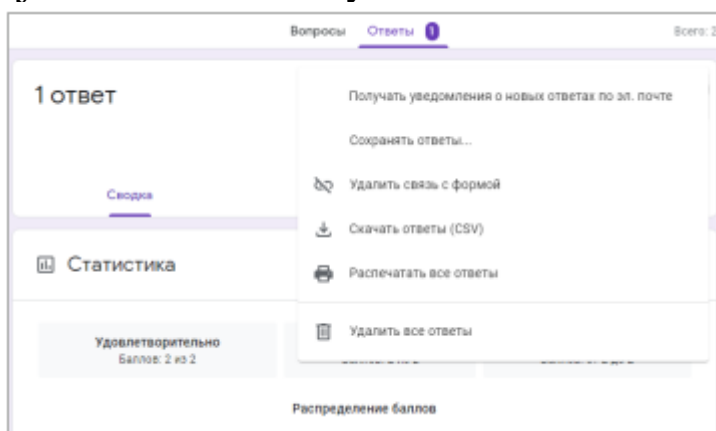 Вопросы Ответы 1 Всего: 2
1 ответ
Получать уведомления о новых ответах по эл. почте
Сохранять ответы...
Сводка
Удалить связь с формой
Скачать ответы (CSV)
Статистика
Распечатать все ответы
Удалить все ответы
Удовлетворительно
Баллов: 2 из 2
Распределение баллов